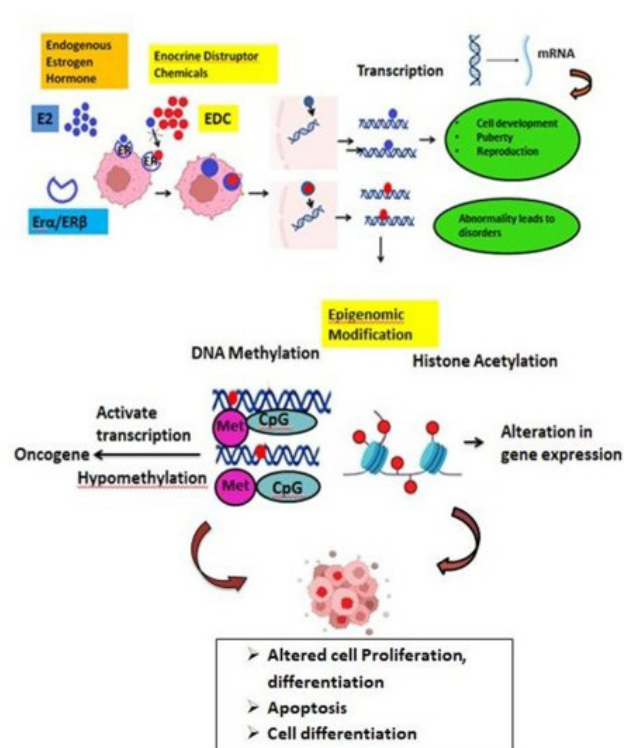 Endogenous
Estrogen
Hormone
Enocrine Distruptor
Chemicals
Transcription
mRNA
E2
EDC
ER
ER
Erα/ERβ
• Cell development
• Puberty
• Reproduction
Abnormality leads to
disorders
Epigenomic
Modification
DNA Methylation
Histone Acetylation
Met
CpG
Activate
transcription
Oncogene
Hypomethylation
Met
CpG
Alteration in
gene expression
➢ Altered cell Proliferation,
differentiation
➢ Apoptosis
➢ Cell differentiation